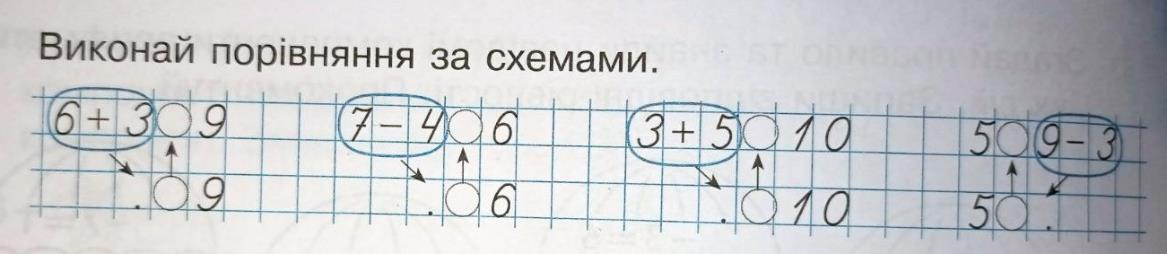 Виконай порівняння за схемами.
6 + 3 ○ 9 7 - 4 ○ 6 3 + 5 ○ 10 5 ○ 9 - 3
. ○ 9 . ○ 6 . ○ 10 5 ○ .